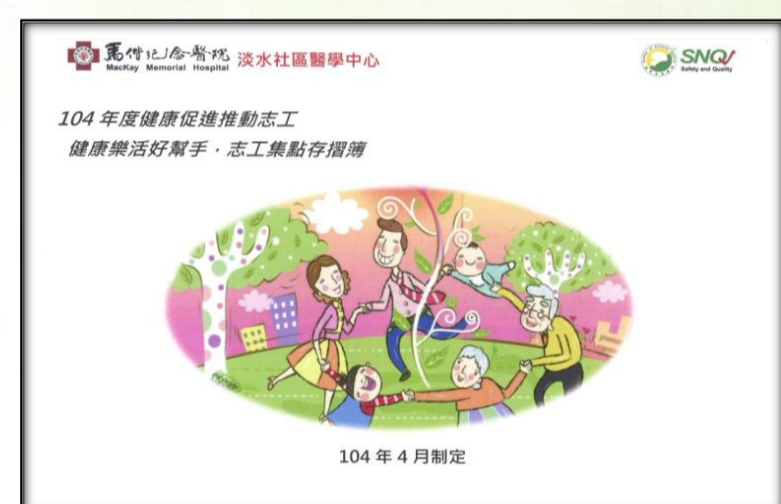 馬偕紀念醫院 淡水社區醫學中心
MacKay Memorial Hospital
SNQ
Safety and Quality
104 年度健康促進推動志工
健康樂活好幫手，志工集點存摺簿
104 年 4 月制定